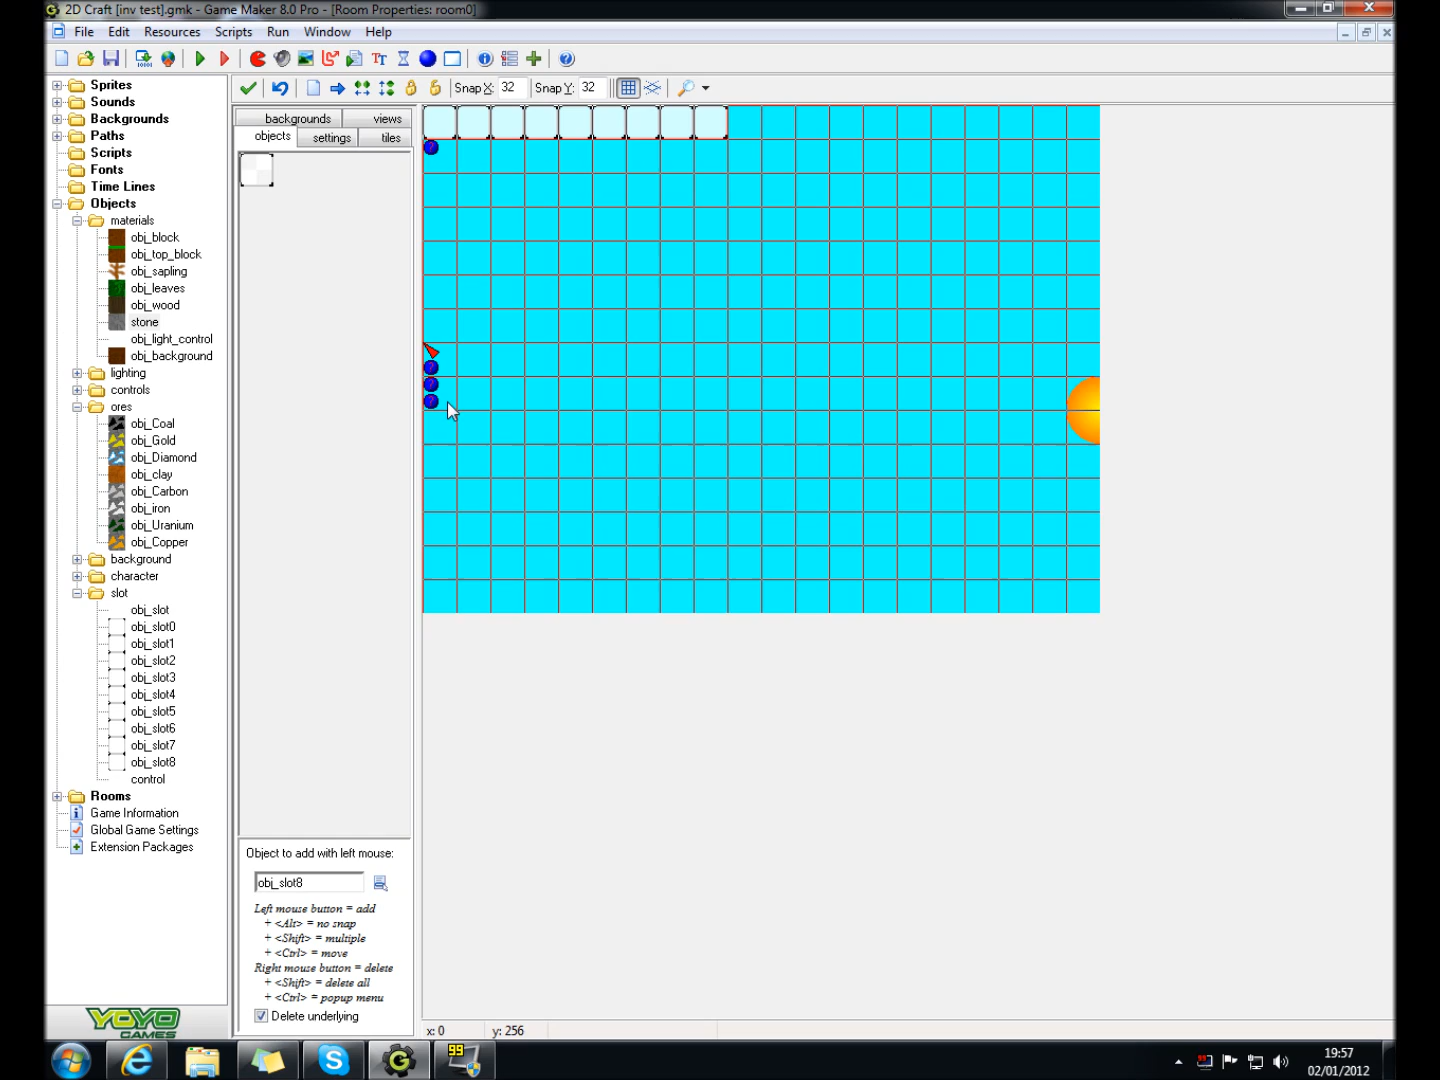 2D Craft [inv test].gmk - Game Maker 8.0 Pro - [Room Properties: room0]
File Edit Resources Scripts Run Window Help
Snap X: 32 Snap Y: 32
Sprites
Sounds
Backgrounds
Paths
Scripts
Fonts
Time Lines
Objects
materials
obj_block
obj_top_block
obj_sapling
obj_leaves
obj_wood
stone
obj_light_control
obj_background
lighting
controls
ores
obj_Coal
obj_Gold
obj_Diamond
obj_clay
obj_Carbon
obj_iron
obj_Uranium
obj_Copper
background
character
slot
obj_slot
obj_slot0
obj_slot1
obj_slot2
obj_slot3
obj_slot4
obj_slot5
obj_slot6
obj_slot7
obj_slot8
control
Rooms
Game Information
Global Game Settings
Extension Packages
YOYO
GAMES
backgrounds views
objects settings tiles
Object to add with left mouse:
obj_slot8
Left mouse button = add
+ <Alt> = no snap
+ <Shift> = multiple
+ <Ctrl> = move
Right mouse button = delete
+ <Shift> = delete all
+ <Ctrl> = popup menu
Delete underlying
x: 0 y: 256
99
19:57
02/01/2012